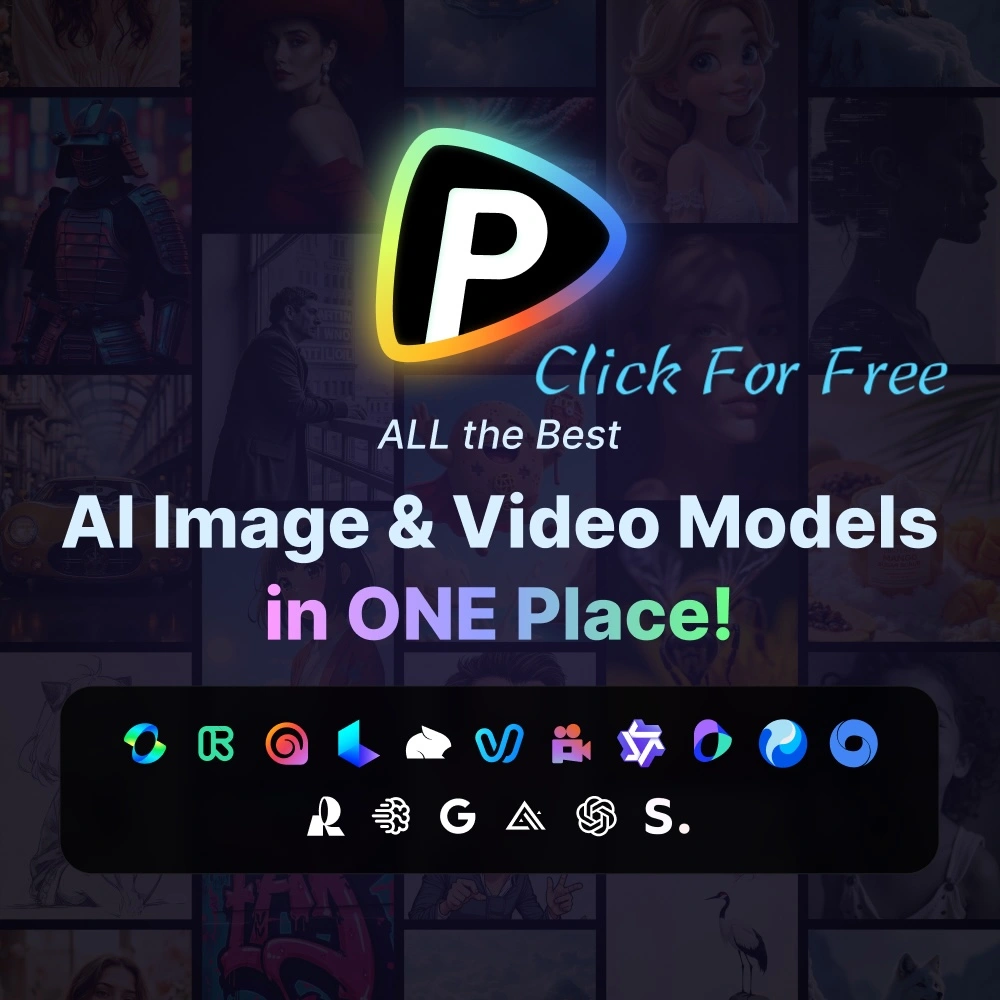 P
Click For Free
ALL the Best
AI Image & Video Models
in ONE Place!
G
S.